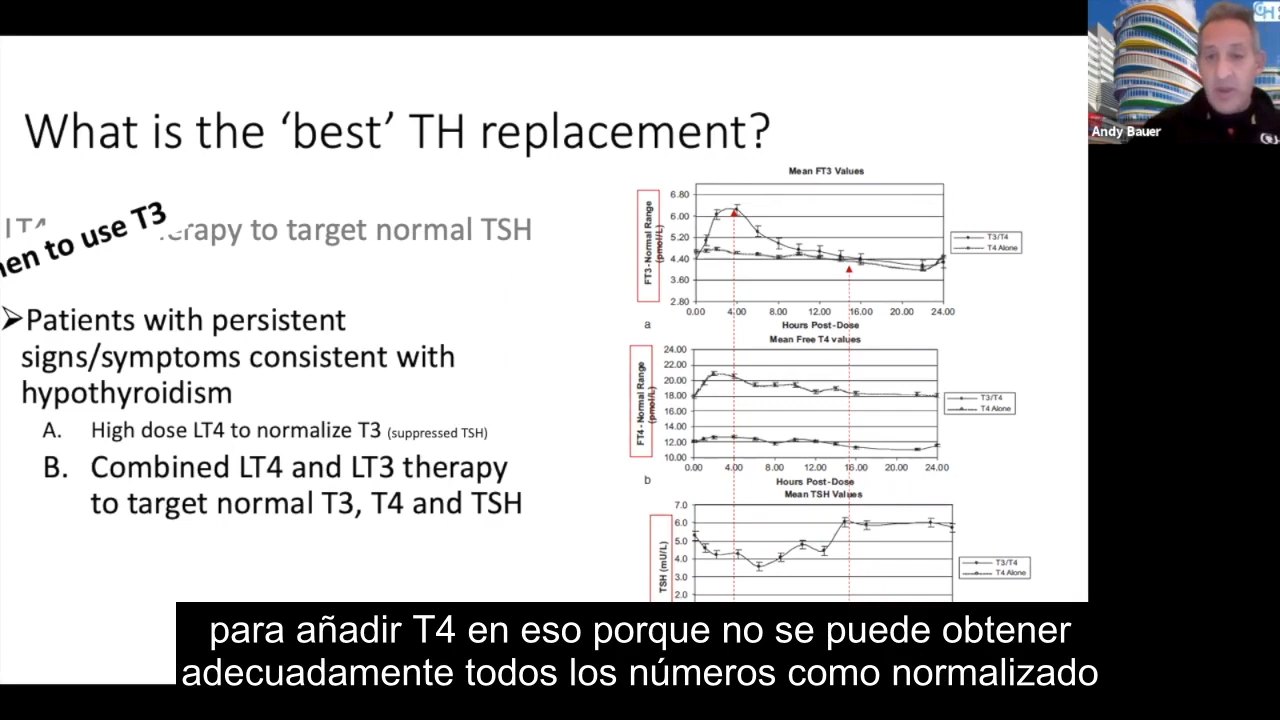 What is the ‘best’ TH replacement?
Andy Bauer
LT4
erapy to target normal TSH
en to use T3
➤Patients with persistent
signs/symptoms consistent with
hypothyroidism
A. High dose LT4 to normalize T3 (suppressed TSH)
B. Combined LT4 and LT3 therapy
to target normal T3, T4 and TSH
Mean FT3 Values
FT3-Normal Range
(pmol/L)
6.80
6.00
5.20
4.40
3.60
2.80
0.00 4.00 8.00 12.00 16.00 20.00 24.00
Hours Post-Dose
T3/T4
T4 Alone
a
Mean Free T4 values
FT4-Normal Range
(pmol/L)
24.00
22.00
20.00
18.00
16.00
14.00
12.00
10.00
0.00 4.00 8.00 12.00 16.00 20.00 24.00
Hours Post-Dose
T3/T4
T4 Alone
b
Mean TSH Values
TSH (mU/L)
7.0
6.0
5.0
4.0
3.0
2.0
T3/T4
T4 Alone
para añadir T4 en eso porque no se puede obtener
adecuadamente todos los números como normalizado